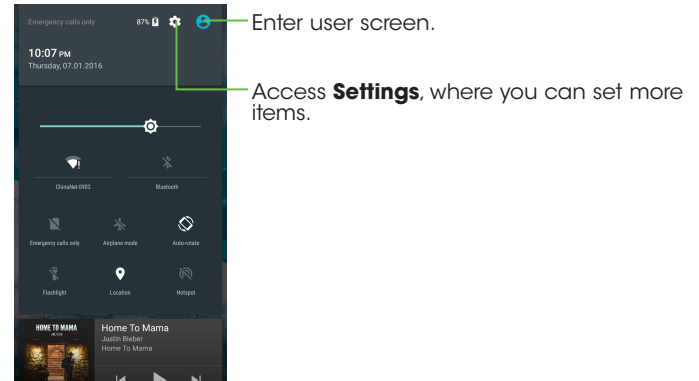 Emergency calls only 87%
Enter user screen.
10:07 PM
Thursday, 07.01.2016
Access Settings, where you can set more
items.
ChinaNet-0902 Bluetooth
Emergency calls only Airplane mode Auto-rotate
Flashlight Location Hotspot
HOME TO MAMA
Home To Mama
Justin Bieber
Home To Mama